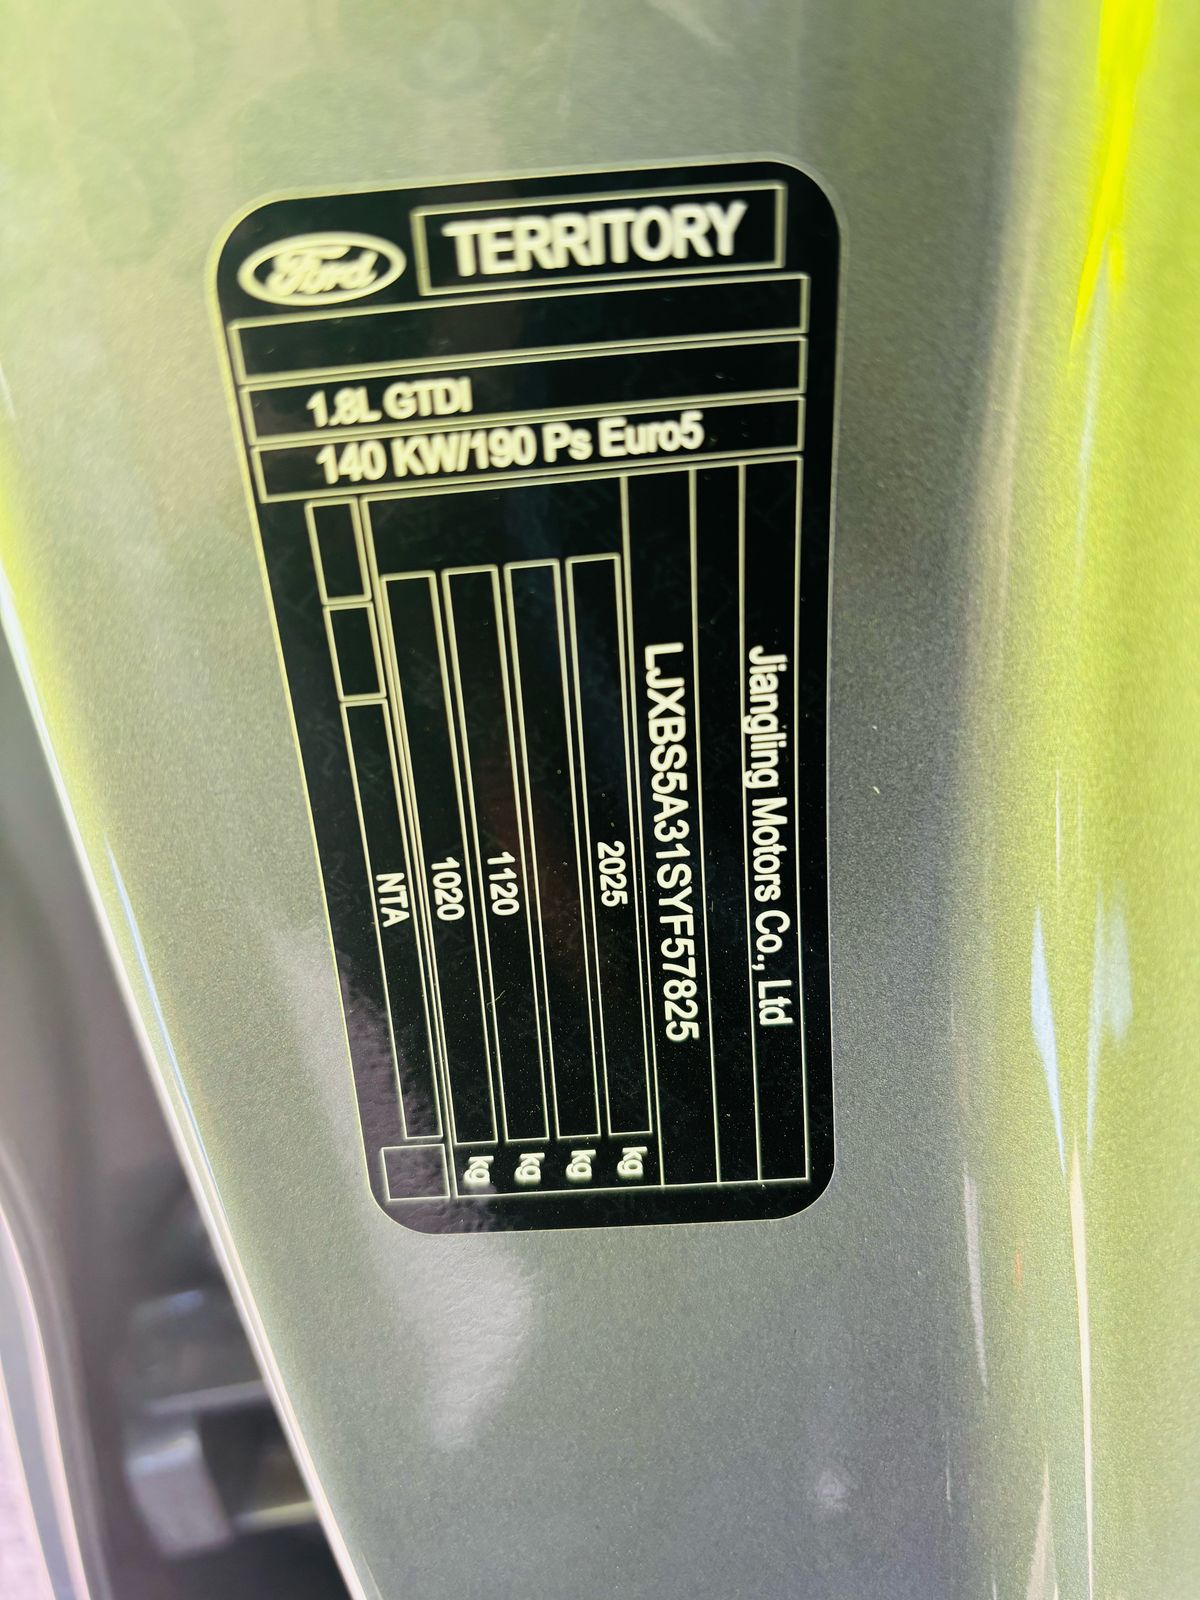 Ford
TERRITORY
1.8L GTDI
140 KW/190 Ps Euro5
Jiangling Motors Co., Ltd
LJXBS5A31SYF57825
2025 kg
kg
1120 kg
1020 kg
NTA